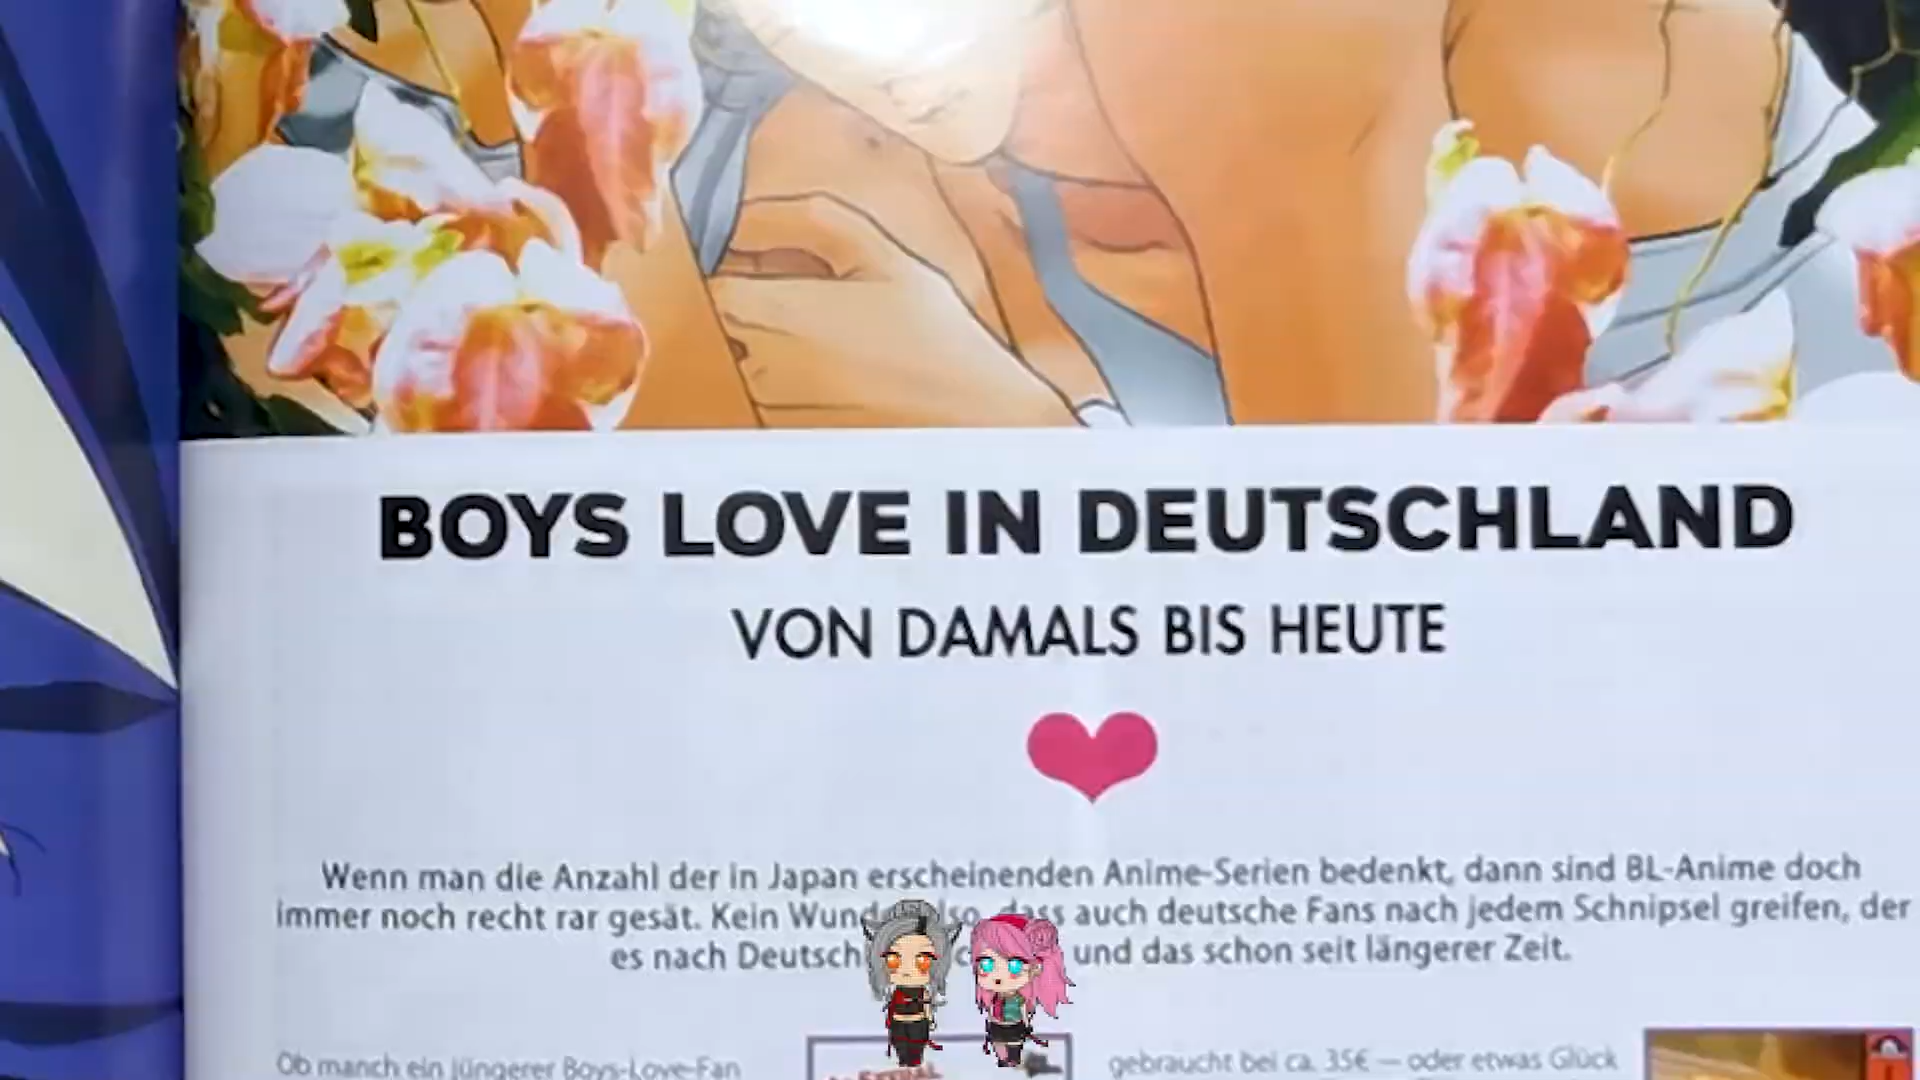 BOYS LOVE IN DEUTSCHLAND
VON DAMALS BIS HEUTE
Wenn man die Anzahl der in Japan erscheinenden Anime-Serien bedenkt, dann sind BL-Anime doch
immer noch recht rar gesät. Kein also, dass auch deutsche Fans nach jedem Schnipsel greifen, der
es nach und das schon seit längerer Zeit.
Ob manch ein jüngerer Boys-Love-Fan
gebraucht bei ca. 35€ — oder etwas Glück